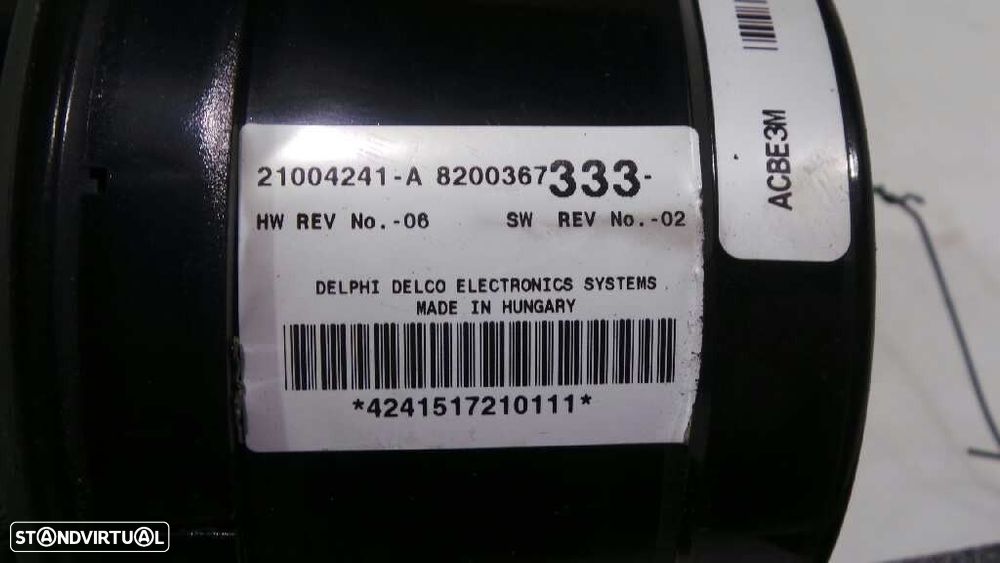 21004241-A 8200367333-
HW REV No.-06 SW REV No.-02
DELPHI DELCO ELECTRONICS SYSTEMS
MADE IN HUNGARY
*4241517210111*
ACBE3M
STANDVIRTUAL